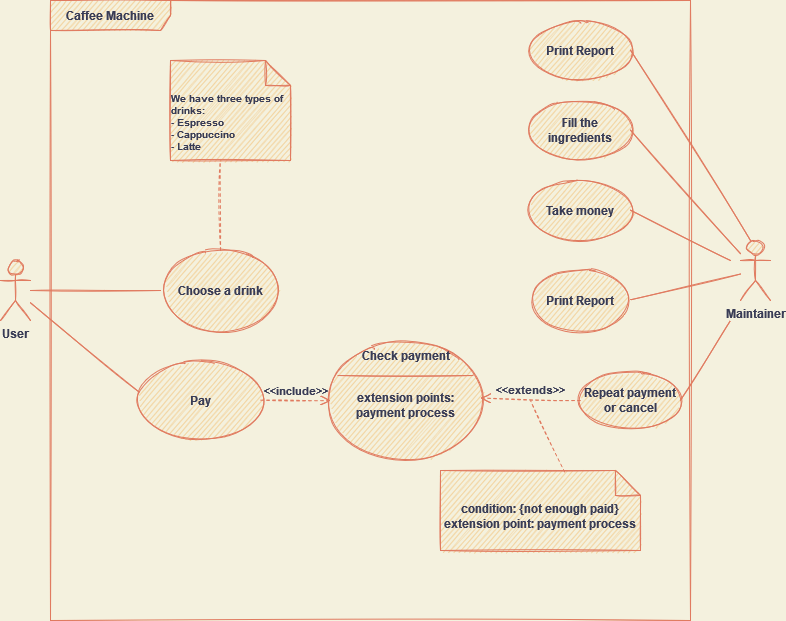 Caffee Machine
Print Report
We have three types of
drinks:
- Espresso
- Cappuccino
- Latte
Fill the
ingredients
Take money
Choose a drink
Print Report
User
Maintainer
Check payment
extension points:
payment process
Pay
<<include>>
<<extends>>
Repeat payment
or cancel
condition: {not enough paid}
extension point: payment process